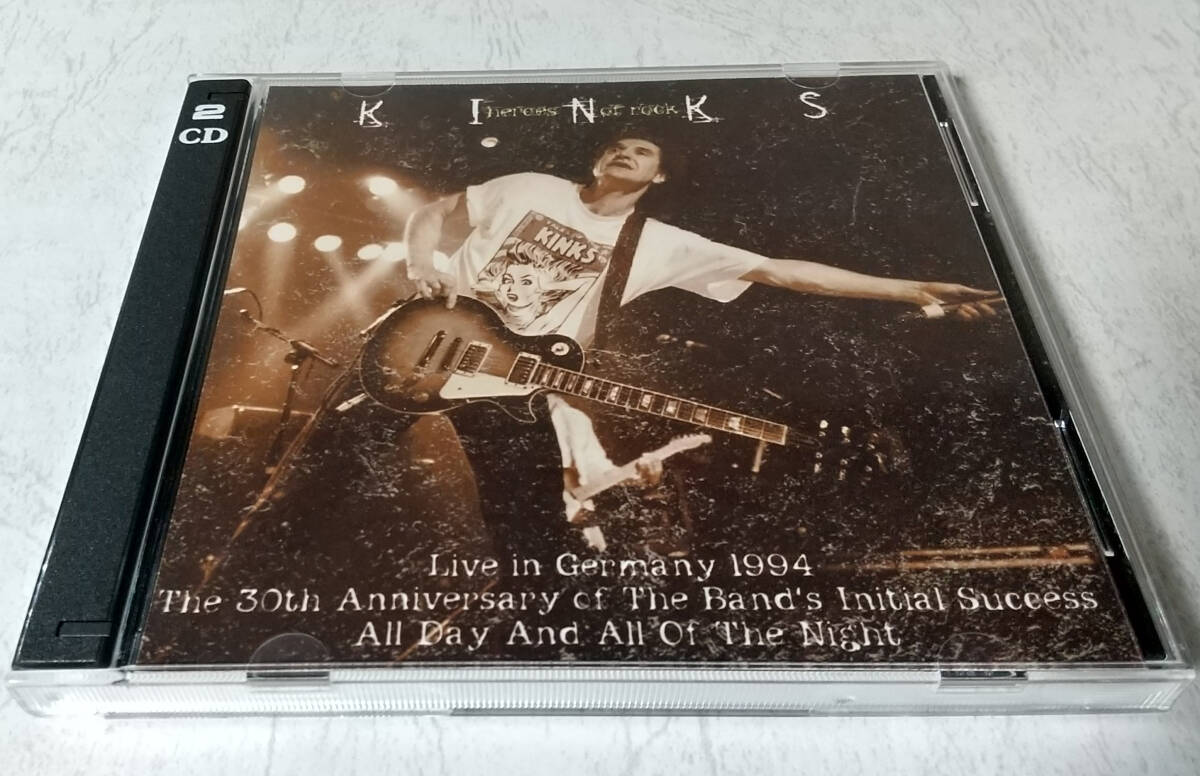 2
CD
K I N K S
heroes of rock
KINKS
Live in Germany 1994
The 30th Anniversary of The Band's Initial Success
All Day And All Of The Night